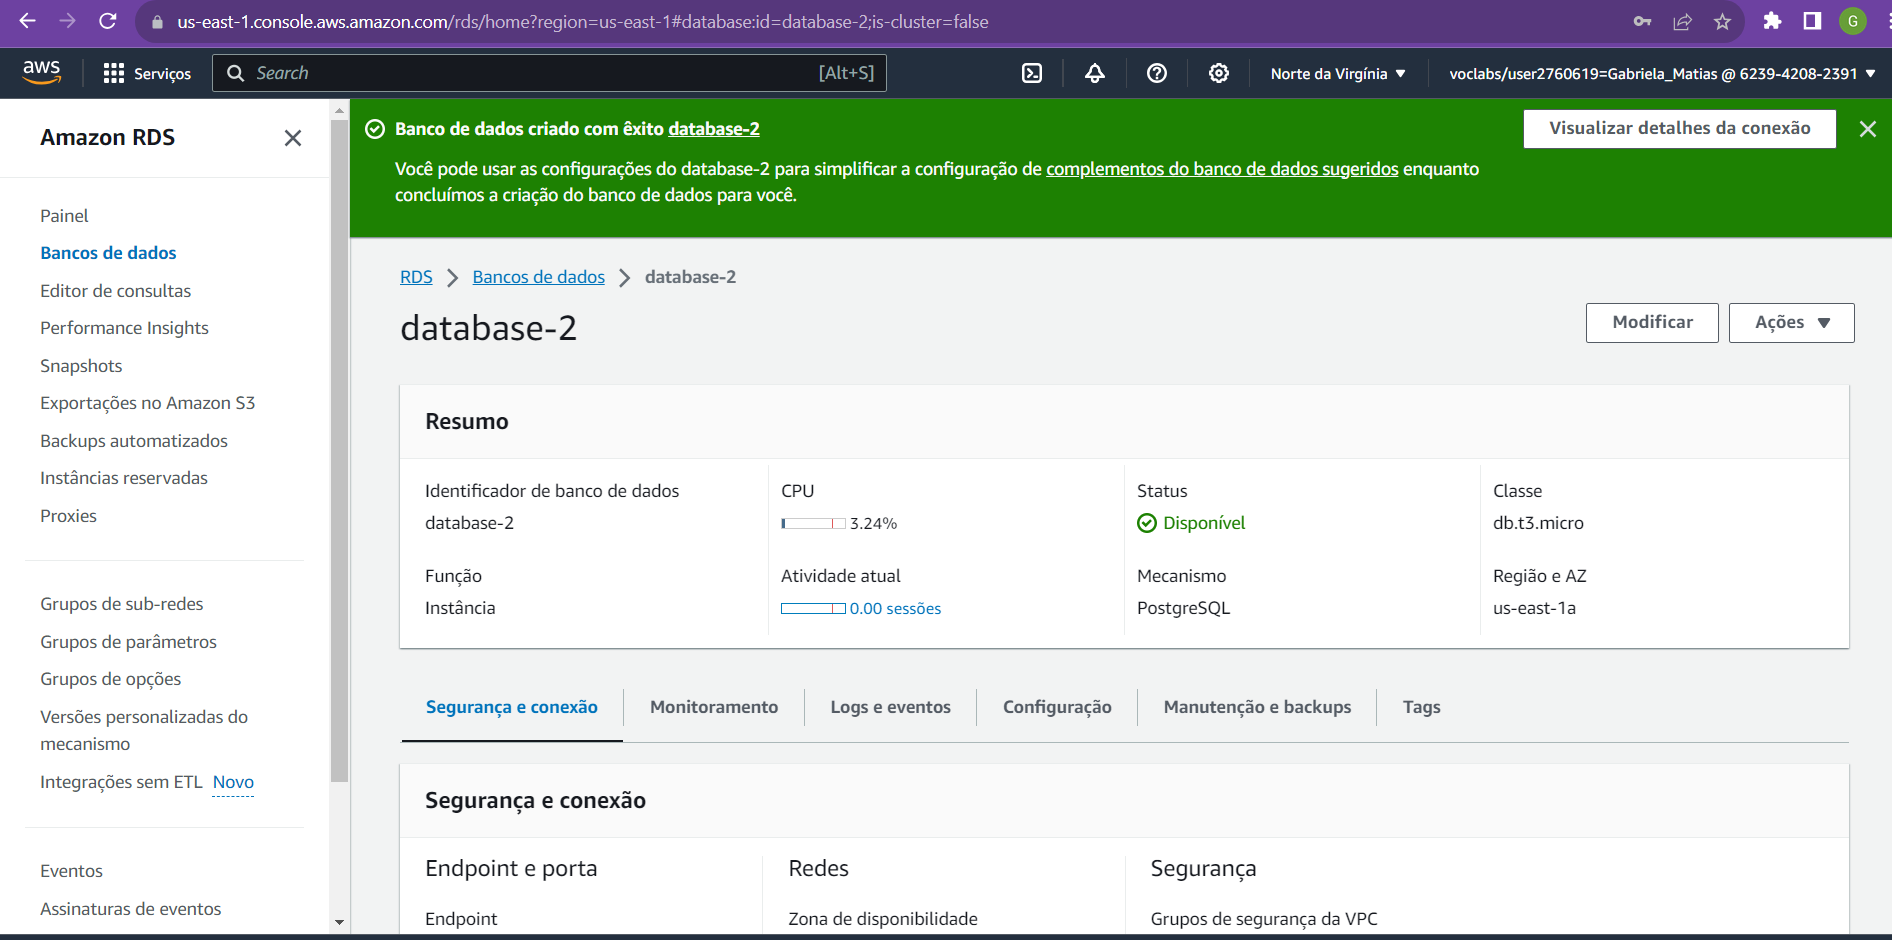 us-east-1.console.aws.amazon.com/rds/home?region=us-east-1#database:id=database-2;is-cluster=false
G
aws
Serviços
Search
[Alt+S]
Norte da Virgínia
voclabs/user2760619=Gabriela_Matias @ 6239-4208-2391
Amazon RDS
Painel
Bancos de dados
Editor de consultas
Performance Insights
Snapshots
Exportações no Amazon S3
Backups automatizados
Instâncias reservadas
Proxies
Grupos de sub-redes
Grupos de parâmetros
Grupos de opções
Versões personalizadas do
mecanismo
Integrações sem ETL Novo
Eventos
Assinaturas de eventos
Banco de dados criado com êxito database-2
Visualizar detalhes da conexão
Você pode usar as configurações do database-2 para simplificar a configuração de complementos do banco de dados sugeridos enquanto
concluímos a criação do banco de dados para você.
RDS
Bancos de dados
database-2
database-2
Modificar
Ações
Resumo
Identificador de banco de dados
database-2
CPU
3.24%
Status
Disponível
Classe
db.t3.micro
Função
Instância
Atividade atual
0.00 sessões
Mecanismo
PostgreSQL
Região e AZ
us-east-1a
Segurança e conexão
Monitoramento
Logs e eventos
Configuração
Manutenção e backups
Tags
Segurança e conexão
Endpoint e porta
Endpoint
Redes
Zona de disponibilidade
Segurança
Grupos de segurança da VPC